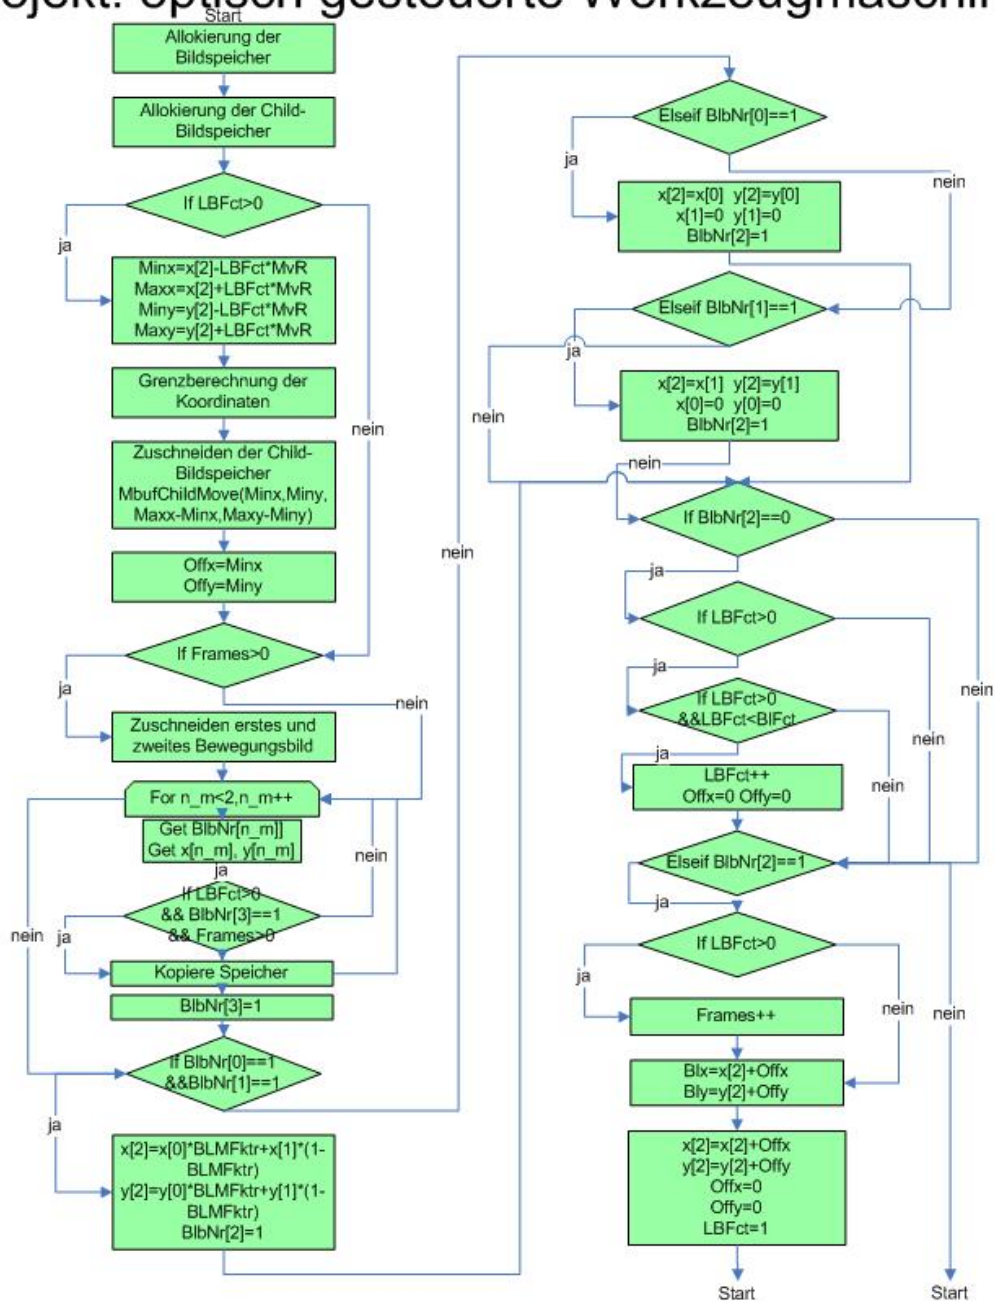 ojekt: optisch gesteuerte Werkzeugmaschin
Start
Allokierung der
Bildspeicher
Allokierung der Child-
Bildspeicher
If LBFct>0
ja
nein
Minx=x[2]-LBFct*MvR
Maxx=x[2]+LBFct*MvR
Miny=y[2]-LBFct*MvR
Maxy=y[2]+LBFct*MvR
Grenzberechnung der
Koordinaten
Zuschneiden der Child-
Bildspeicher
MbufChildMove(Minx,Miny,
Maxx-Minx,Maxy-Miny)
Offx=Minx
Offy=Miny
If Frames>0
ja
nein
Zuschneiden erstes und
zweites Bewegungsbild
For n_m<2,n_m++
Get BlbNr[n_m]]
Get x[n_m], y[n_m]
nein
ja
If LBFct>0
&& BlbNr[3]==1
&& Frames>0
nein
ja
Kopiere Speicher
BlbNr[3]=1
If BlbNr[0]==1
&&BlbNr[1]==1
ja
nein
x[2]=x[0]*BLMFktr+x[1]*(1-
BLMFktr)
y[2]=y[0]*BLMFktr+y[1]*(1-
BLMFktr)
BlbNr[2]=1
Elseif BlbNr[0]==1
ja
nein
x[2]=x[0] y[2]=y[0]
x[1]=0 y[1]=0
BlbNr[2]=1
Elseif BlbNr[1]==1
ja
nein
x[2]=x[1] y[2]=y[1]
x[0]=0 y[0]=0
BlbNr[2]=1
nein
If BlbNr[2]==0
ja
nein
If LBFct>0
ja
nein
If LBFct>0
&&LBFct<BlFct
ja
nein
LBFct++
Offx=0 Offy=0
Elseif BlbNr[2]==1
ja
nein
If LBFct>0
ja
nein
Frames++
Blx=x[2]+Offx
Bly=y[2]+Offy
x[2]=x[2]+Offx
y[2]=y[2]+Offy
Offx=0
Offy=0
LBFct=1
Start
Start